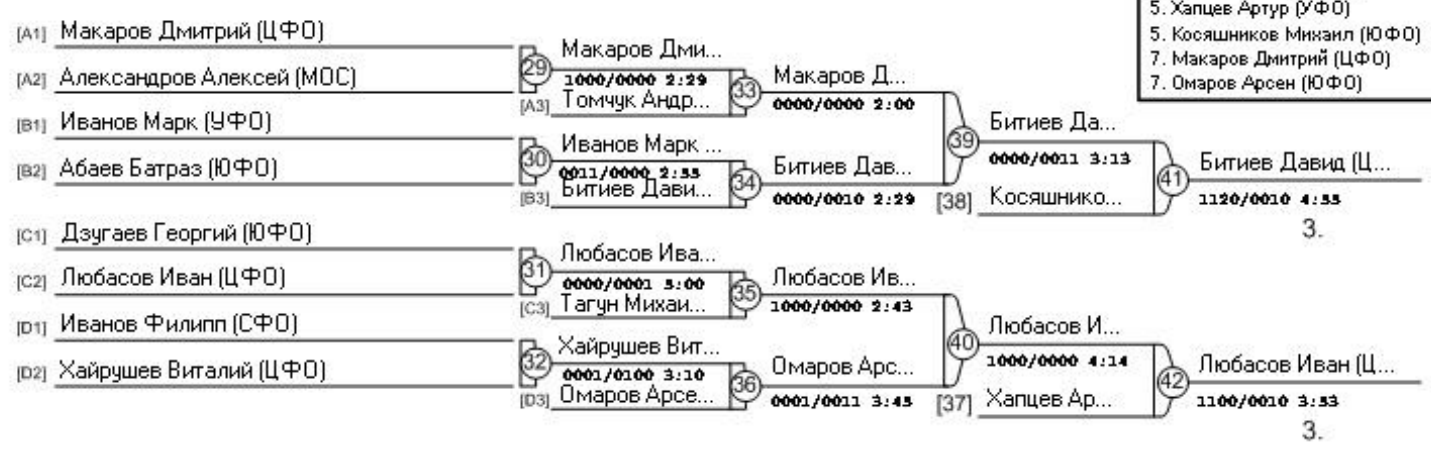 5. Хапцев Артур (УФО)
5. Косяшников Михаил (ЮФО)
7. Макаров Дмитрий (ЦФО)
7. Омаров Арсен (ЮФО)
[A1] Макаров Дмитрий (ЦФО)
[A2] Александров Алексей (МОС)
[B1] Иванов Марк (УФО)
[B2] Абаев Батраз (ЮФО)
[C1] Дзугаев Георгий (ЮФО)
[C2] Любасов Иван (ЦФО)
[D1] Иванов Филипп (СФО)
[D2] Хайрушев Виталий (ЦФО)
29
Макаров Дми...
1000/0000 2:29
[A3] Томчук Андр...
30
Иванов Марк ...
0011/0000 2:55
[B3] Битиев Дави...
31
Любасов Ива...
0000/0001 5:00
[C3] Тагун Михаи...
32
Хайрушев Вит...
0001/0100 3:10
[D3] Омаров Арсе...
33
Макаров Д...
0000/0000 2:00
34
Битиев Дав...
0000/0010 2:29
35
Любасов Ив...
1000/0000 2:43
36
Омаров Арс...
0001/0011 3:45
39
Битиев Да...
0000/0011 3:13
[38] Косяшнико...
40
Любасов И...
1000/0000 4:14
[37] Хапцев Ар...
41
Битиев Давид (Ц...
1120/0010 4:55
3.
42
Любасов Иван (Ц...
1100/0010 3:53
3.